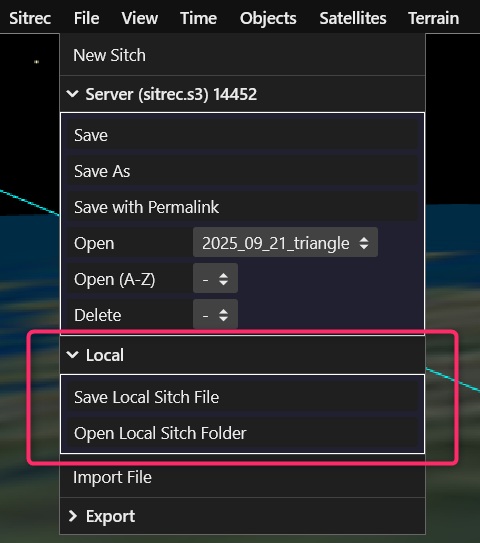 Sitrec File Local View Time Objects Satellites Terrain
New Sitch
Server (sitrec.s3) 14452
Save
Save As
Save with Permalink
Open 2025_09_21_triangle
Open (A-Z) -
Delete -
Local
Save Local Sitch File
Open Local Sitch Folder
Import File
Export